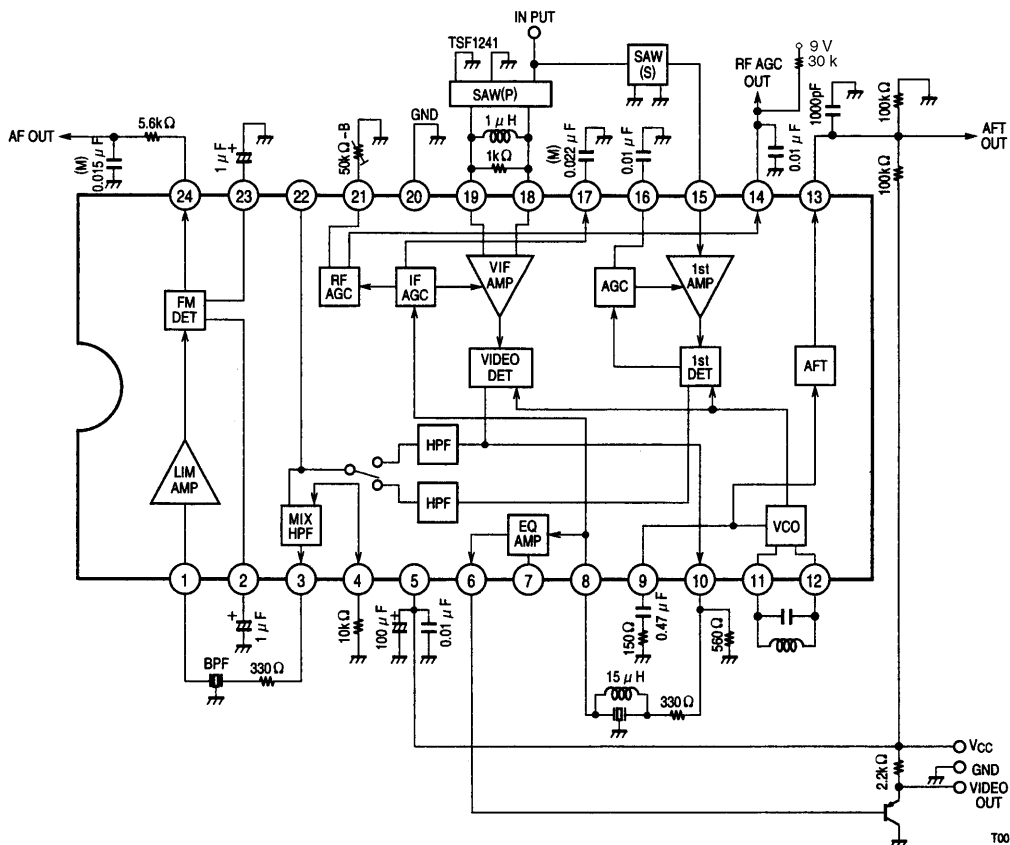 IN PUT
TSF1241
9 V
30 k
SAW
(S)
RF AGC
OUT
SAW(P)
1000pF
100kΩ
GND
1 μH
AF OUT
5.6kΩ
(M)
0.015 μF
1 μF
+
50kΩ-B
1kΩ
(M)
0.022 μF
0.01 μF
0.01 μF
AFT
OUT
100kΩ
24
23
22
21
20
19
18
17
16
15
14
13
RF
AGC
IF
AGC
VIF
AMP
AGC
1st
AMP
FM
DET
VIDEO
DET
1st
DET
AFT
HPF
LIM
AMP
HPF
MIX
HPF
EQ
AMP
VCO
1
2
3
4
5
6
7
8
9
10
11
12
+
1 μF
10kΩ
100 μF
+
0.01 μF
150Ω
0.47 μF
560Ω
BPF
330Ω
15 μH
330Ω
VCC
2.2kΩ
GND
VIDEO
OUT
T00